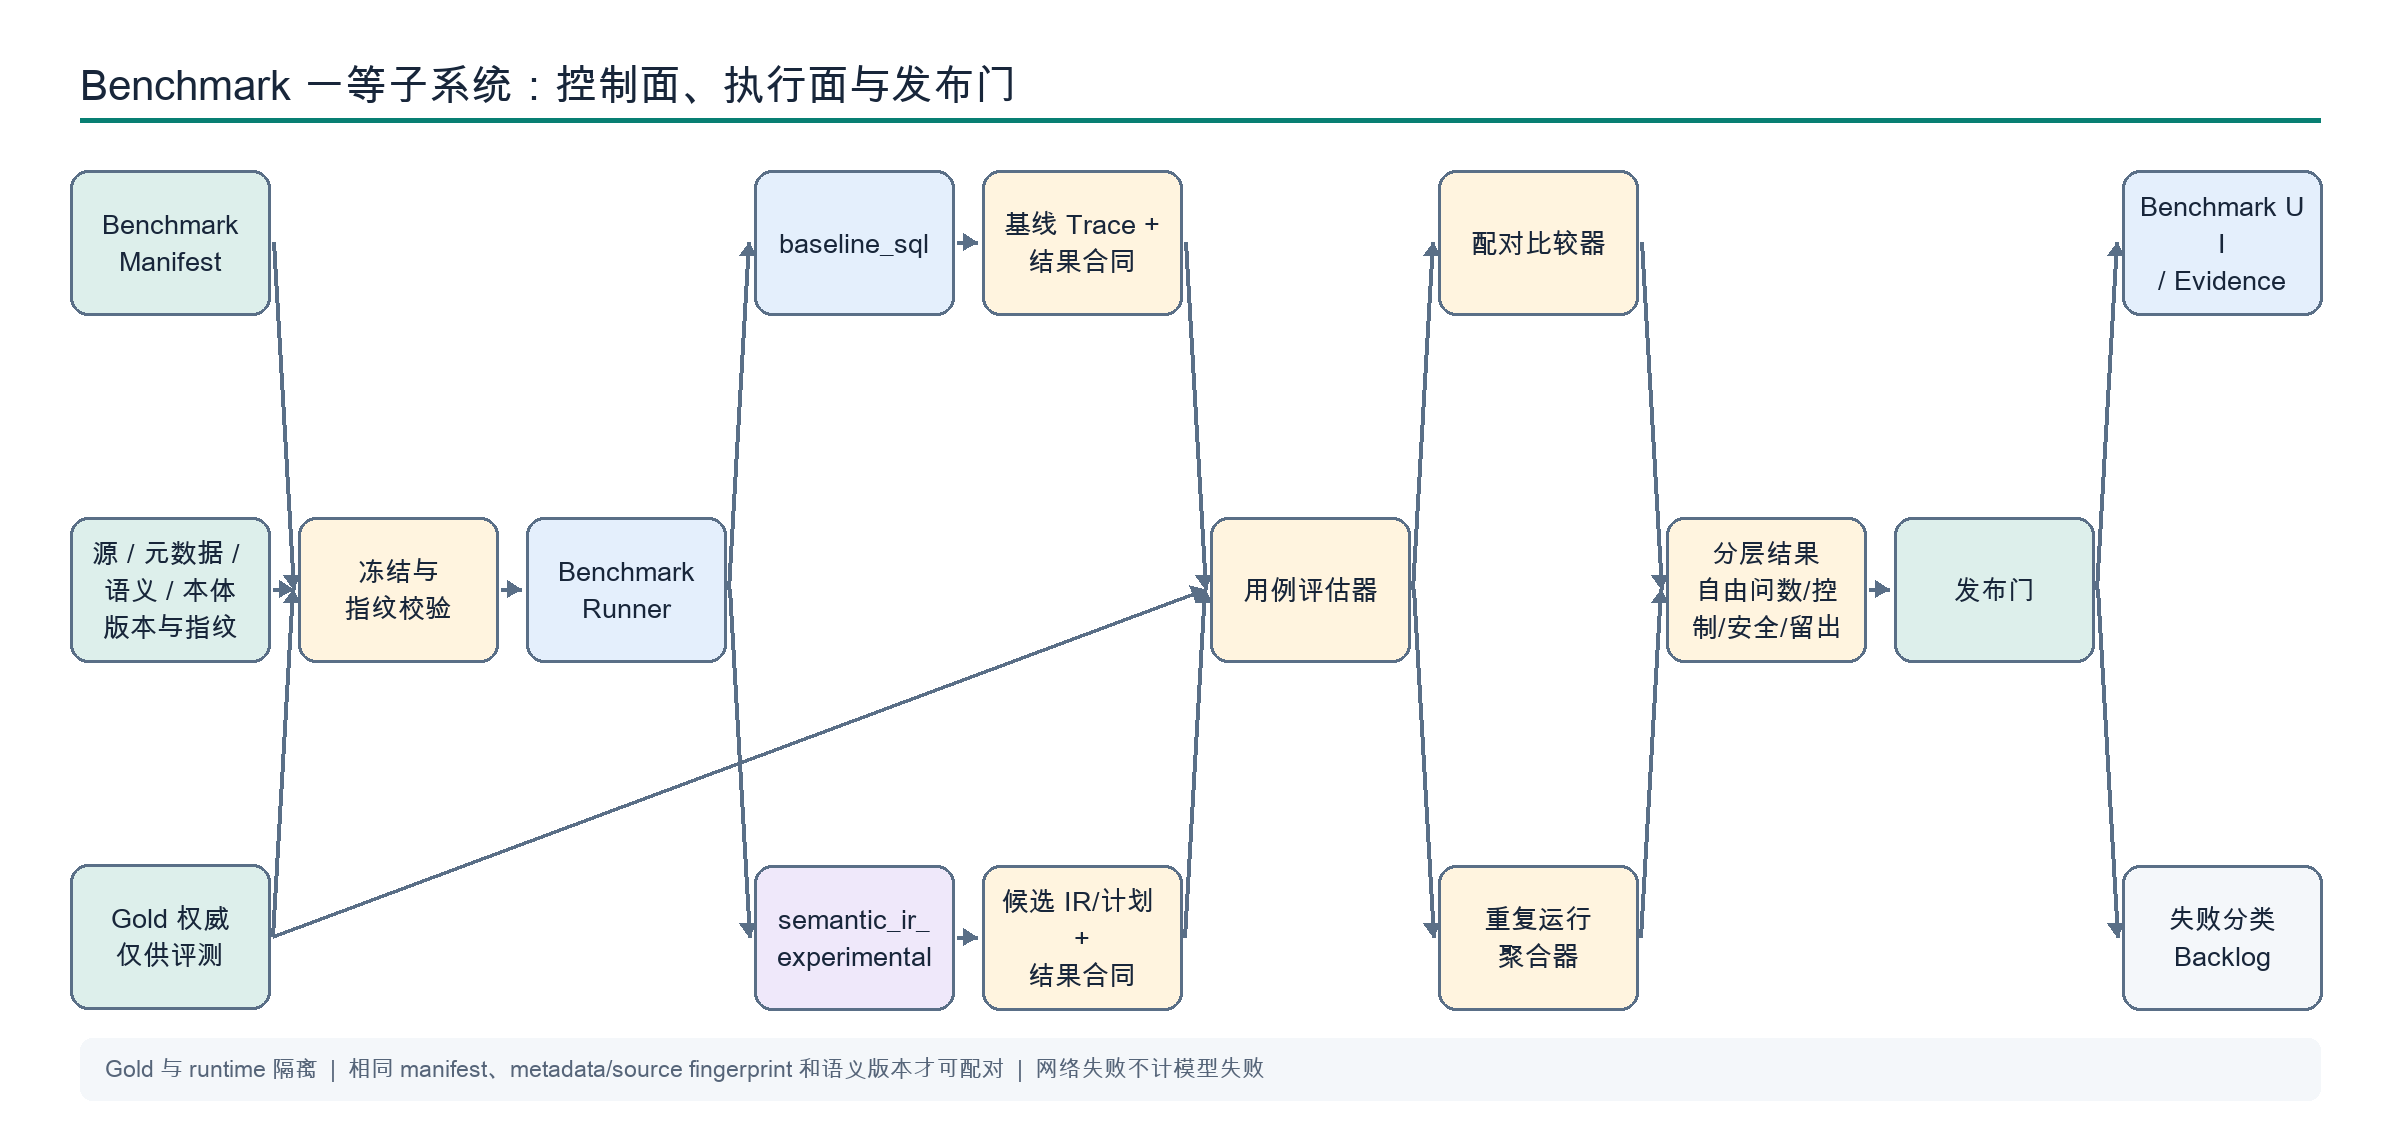 Benchmark 一等子系统：控制面、执行面与发布门
Benchmark
Manifest
源 / 元数据 /
语义 / 本体
版本与指纹
Gold 权威
仅供评测
冻结与
指纹校验
Benchmark
Runner
baseline_sql
semantic_ir_
experimental
基线 Trace +
结果合同
候选 IR/计划
+
结果合同
用例评估器
配对比较器
重复运行
聚合器
分层结果
自由问数/控
制/安全/留出
发布门
Benchmark U
I
/ Evidence
失败分类
Backlog
Gold 与 runtime 隔离 | 相同 manifest、metadata/source fingerprint 和语义版本才可配对 | 网络失败不计模型失败